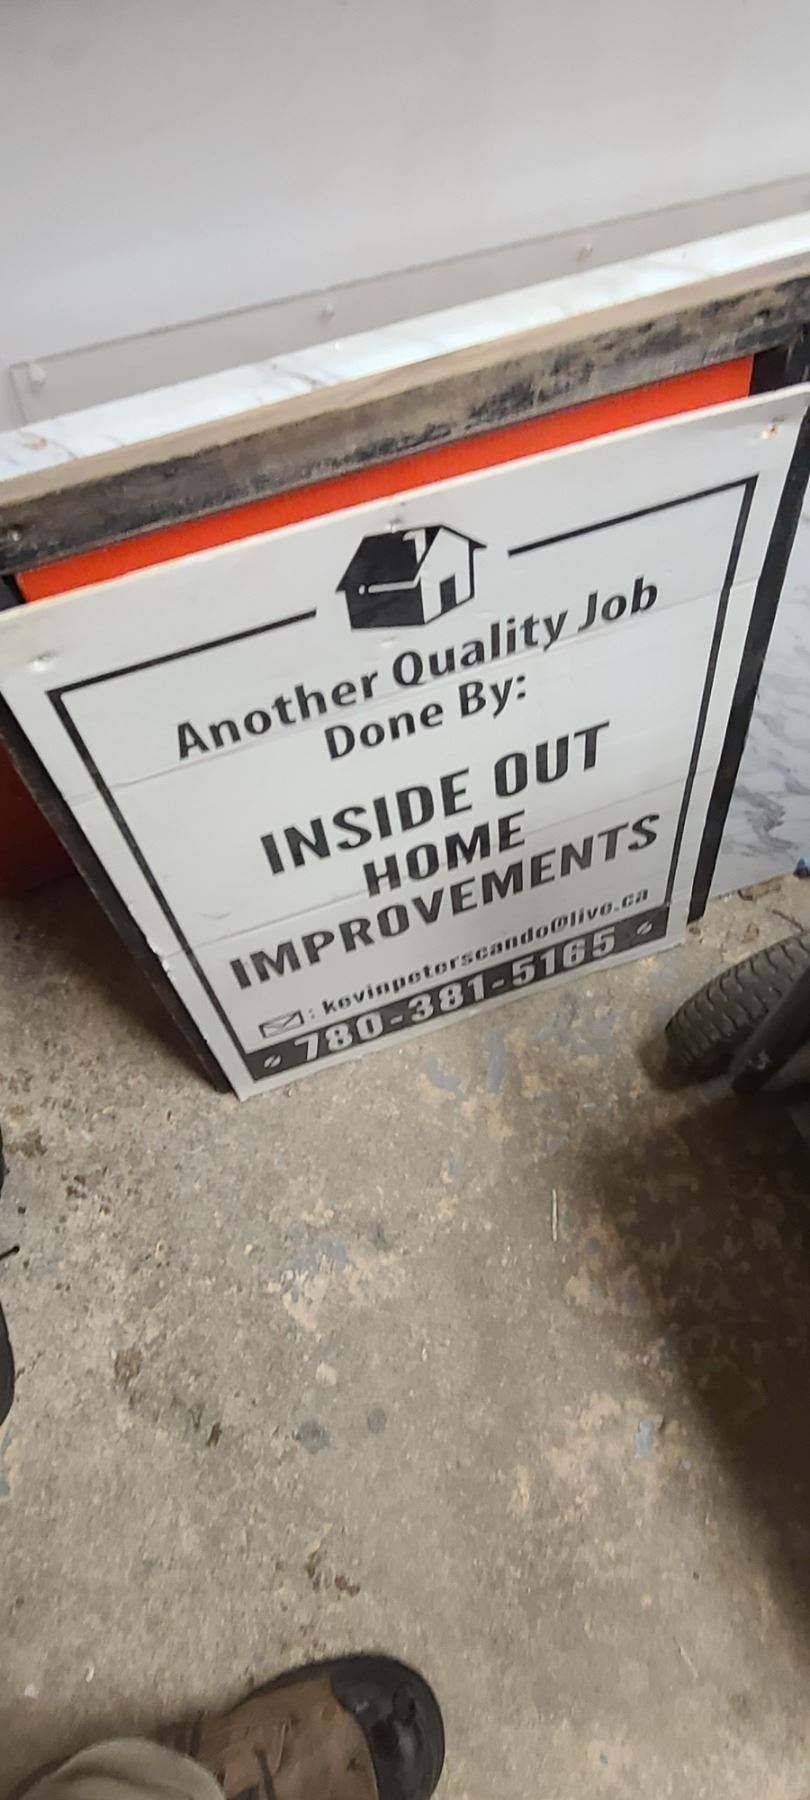 Another Quality Job
Done By:
INSIDE OUT
HOME
IMPROVEMENTS
: kevinpeterscando@live.ca
780-381-5165